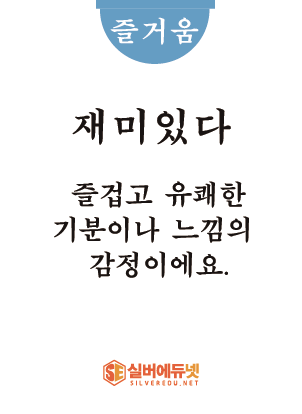 즐거움
재미있다
즐겁고 유쾌한
기분이나 느낌의
감정이에요.
SE 실버에듀넷
SILVEREDU.NET